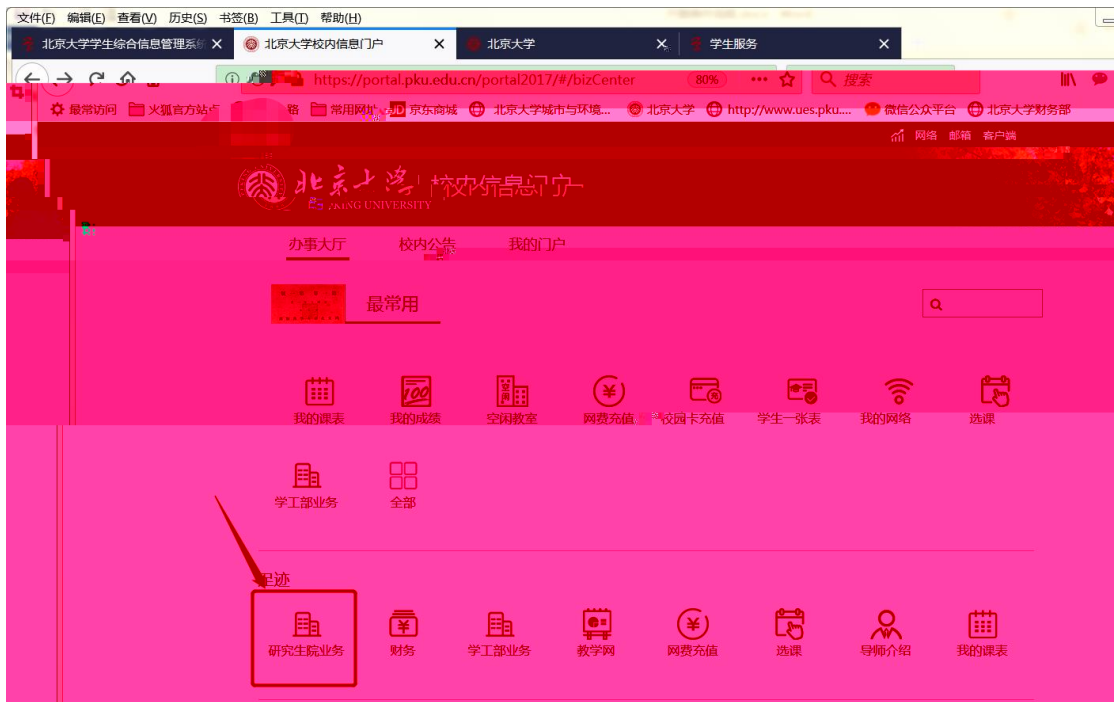 文件(F) 编辑(E) 查看(V) 历史(S) 书签(B) 工具(T) 帮助(H)
北京大学学生综合信息管理系统 北京大学校内信息门户 北京大学 学生服务
https://portal.pku.edu.cn/portal2017/#/bizCenter 80% 搜索
最常访问 火狐官方站点 常用网址 JD 京东商城 北京大学城市与环境... 北京大学 http://www.ues.pku.... 微信公众平台 北京大学财务部
网络 邮箱 客户端
北京大学 校内信息门户
UNIVERSITY
办事大厅 校内公告 我的门户
最常用
我的课表 我的成绩 空闲教室 网费充值 校园卡充值 学生一张表 我的网络 选课
学工部业务 全部
足迹
研究生院业务 财务 学工部业务 教学网 网费充值 选课 导师介绍 我的课表